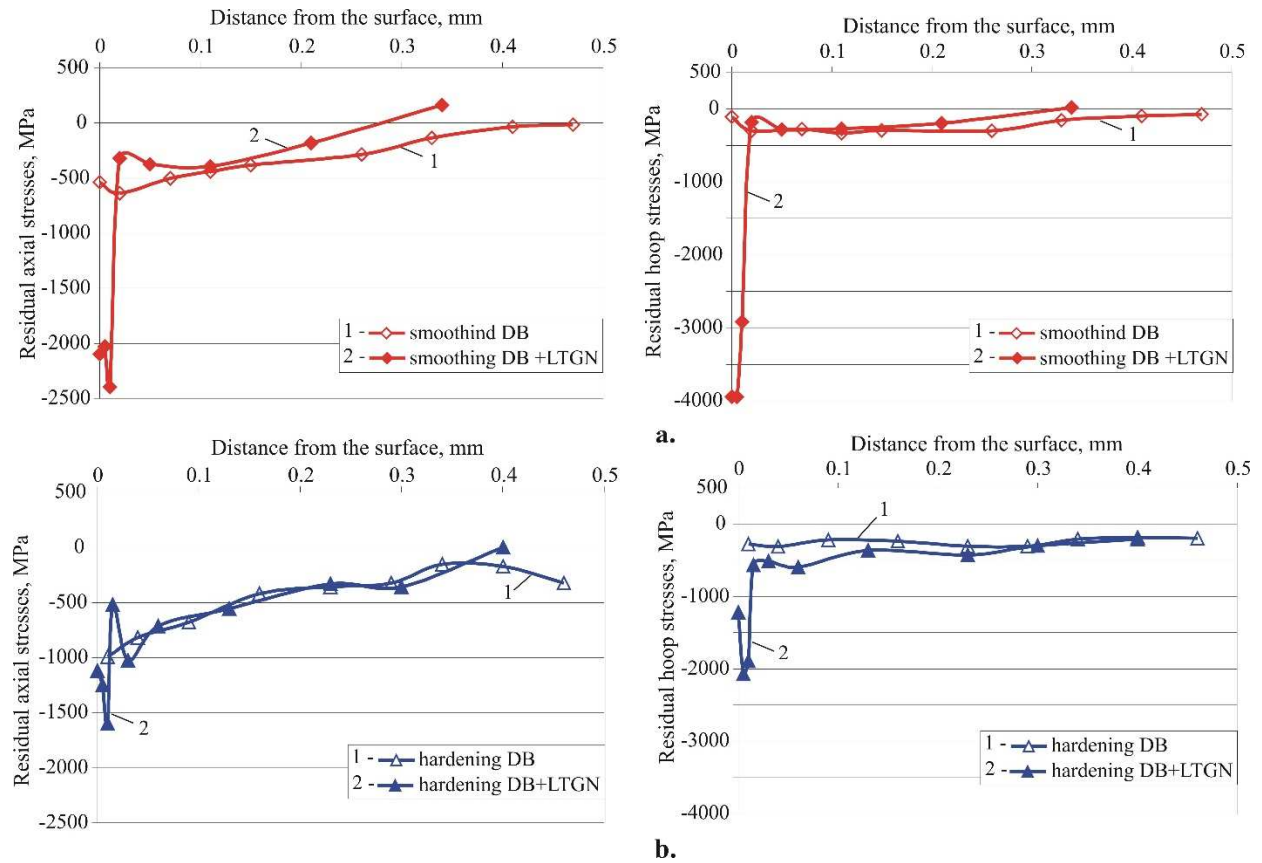 Distance from the surface, mm
0 0.1 0.2 0.3 0.4 0.5
500
0
-500
-1000
-1500
-2000
-2500
Residual axial stresses, MPa
2
1
1 - smoothind DB
2 - smoothing DB +LTGN
Distance from the surface, mm
0 0.1 0.2 0.3 0.4 0.5
500
0
-1000
-2000
-3000
-4000
Residual hoop stresses, MPa
1
2
1 - smoothind DB
2 - smoothing DB +LTGN
a.
Distance from the surface, mm
0 0.1 0.2 0.3 0.4 0.5
500
0
-500
-1000
-1500
-2000
-2500
Residual axial stresses, MPa
1
2
1 - hardening DB
2 - hardening DB+LTGN
Distance from the surface, mm
0 0.1 0.2 0.3 0.4 0.5
500
0
-1000
-2000
-3000
-4000
Residual hoop stresses, MPa
1
2
1 - hardening DB
2 - hardening DB+LTGN
b.